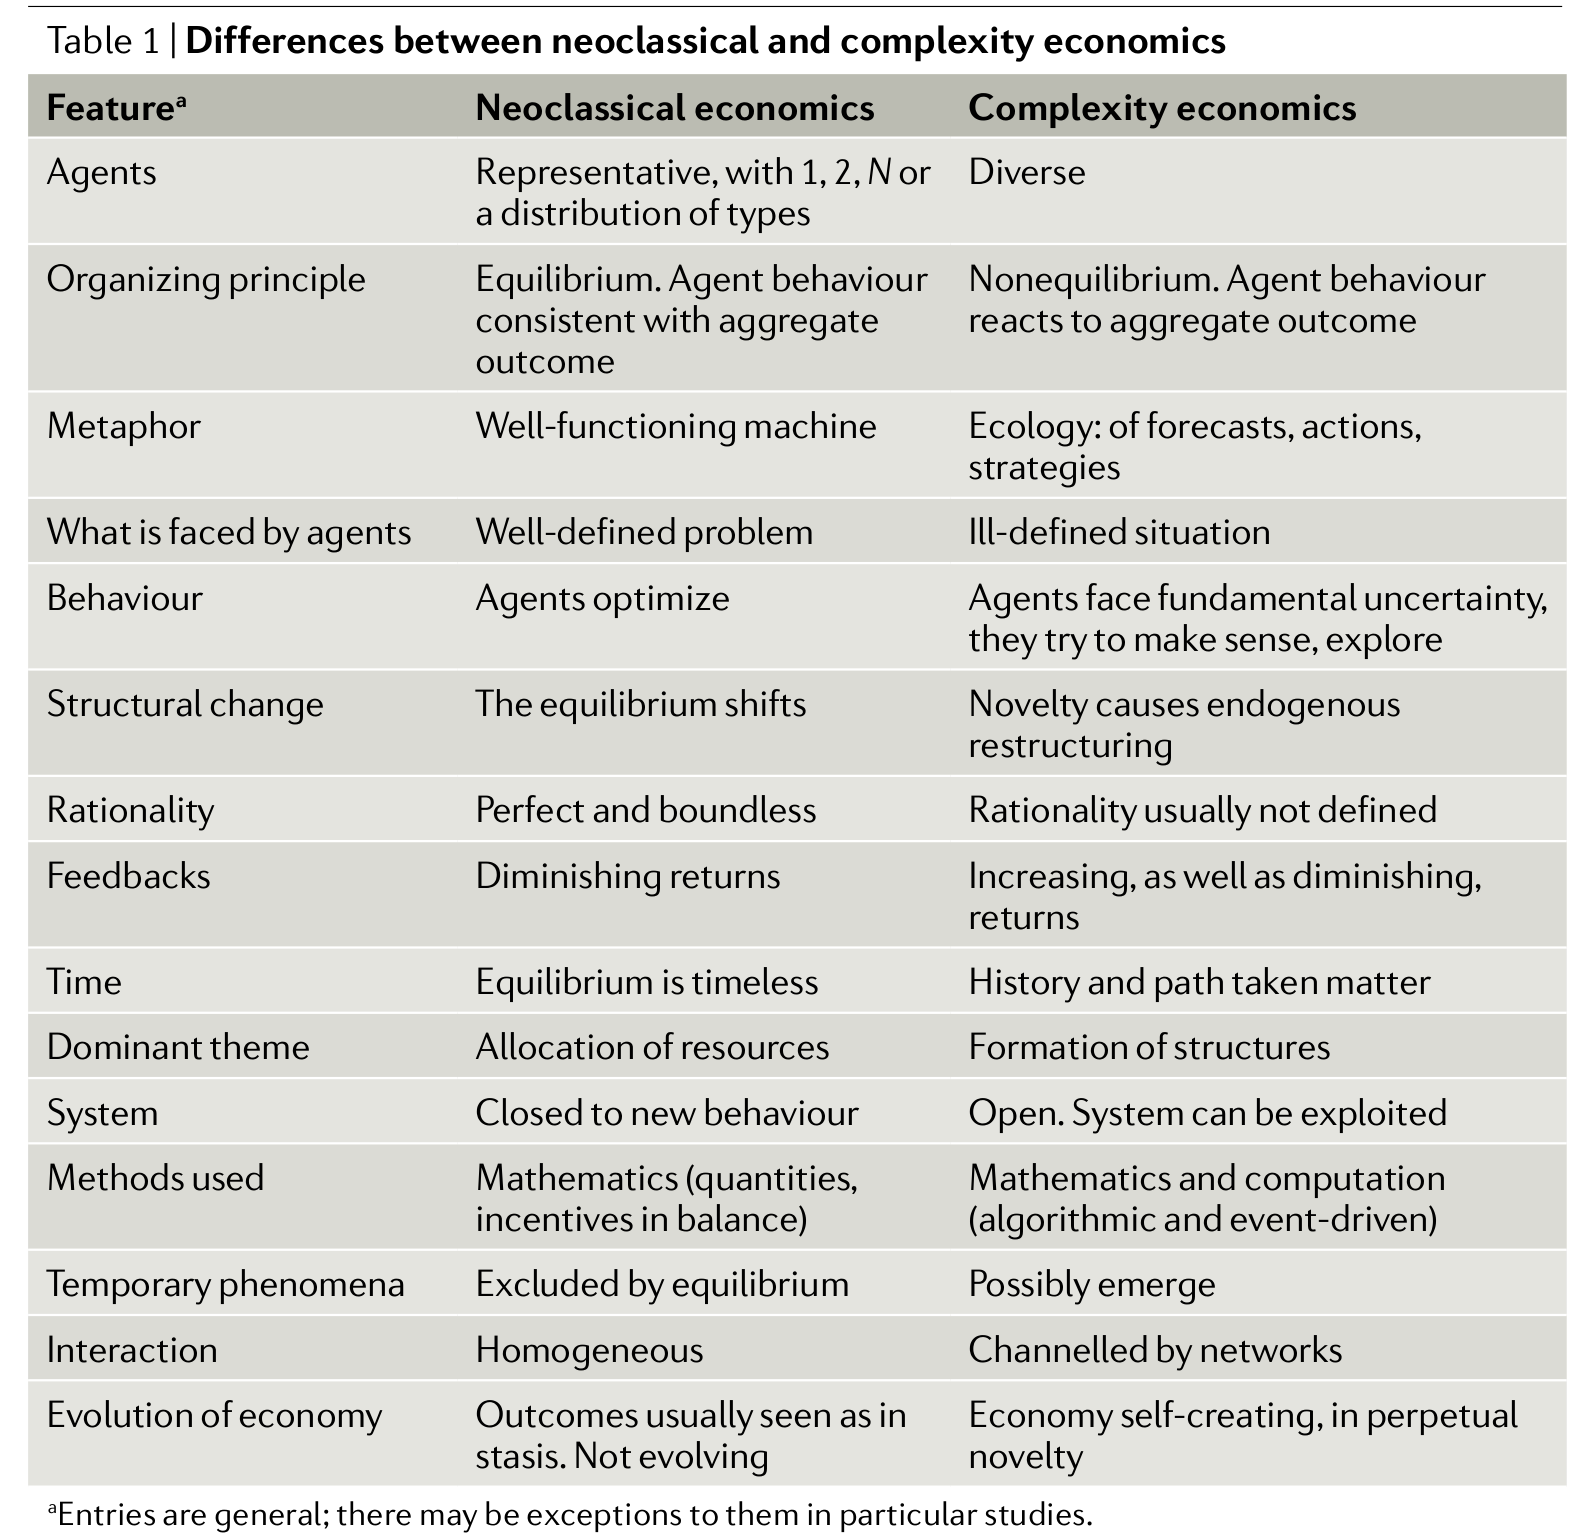 Table 1 | Differences between neoclassical and complexity economics
Featureᵃ Neoclassical economics Complexity economics
Agents Representative, with 1, 2, N or Diverse
a distribution of types
Organizing principle Equilibrium. Agent behaviour Nonequilibrium. Agent behaviour
consistent with aggregate reacts to aggregate outcome
outcome
Metaphor Well-functioning machine Ecology: of forecasts, actions,
strategies
What is faced by agents Well-defined problem Ill-defined situation
Behaviour Agents optimize Agents face fundamental uncertainty,
they try to make sense, explore
Structural change The equilibrium shifts Novelty causes endogenous
restructuring
Rationality Perfect and boundless Rationality usually not defined
Feedbacks Diminishing returns Increasing, as well as diminishing,
returns
Time Equilibrium is timeless History and path taken matter
Dominant theme Allocation of resources Formation of structures
System Closed to new behaviour Open. System can be exploited
Methods used Mathematics (quantities, Mathematics and computation
incentives in balance) (algorithmic and event-driven)
Temporary phenomena Excluded by equilibrium Possibly emerge
Interaction Homogeneous Channelled by networks
Evolution of economy Outcomes usually seen as in Economy self-creating, in perpetual
stasis. Not evolving novelty
ᵃEntries are general; there may be exceptions to them in particular studies.